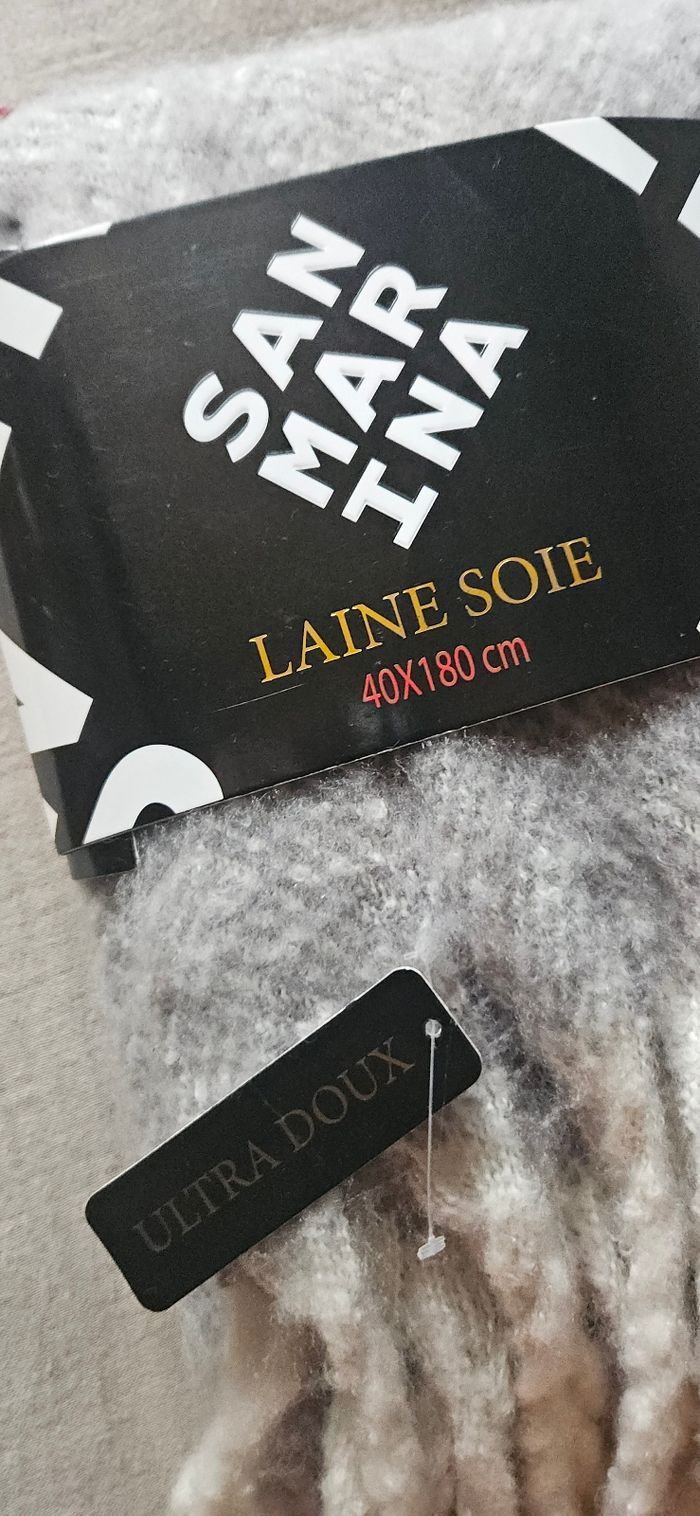 SAN
MAR
INA
LAINE SOIE
40X180 cm
ULTRA DOUX